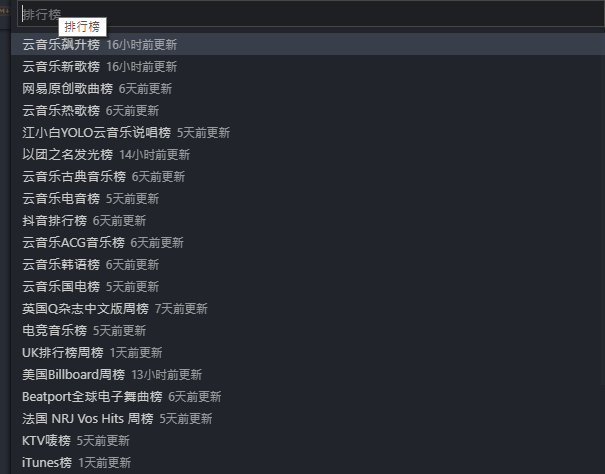 排行榜
排行榜
云音乐飙升榜 16小时前更新
云音乐新歌榜 16小时前更新
网易原创歌曲榜 6天前更新
云音乐热歌榜 6天前更新
江小白YOLO云音乐说唱榜 5天前更新
以团之名发光榜 14小时前更新
云音乐古典音乐榜 6天前更新
云音乐电音榜 5天前更新
抖音排行榜 6天前更新
云音乐ACG音乐榜 6天前更新
云音乐韩语榜 6天前更新
云音乐国电榜 5天前更新
英国Q杂志中文版周榜 7天前更新
电竞音乐榜 5天前更新
UK排行榜周榜 1天前更新
美国Billboard周榜 13小时前更新
Beatport全球电子舞曲榜 6天前更新
法国 NRJ Vos Hits 周榜 5天前更新
KTV唛榜 5天前更新
iTunes榜 1天前更新